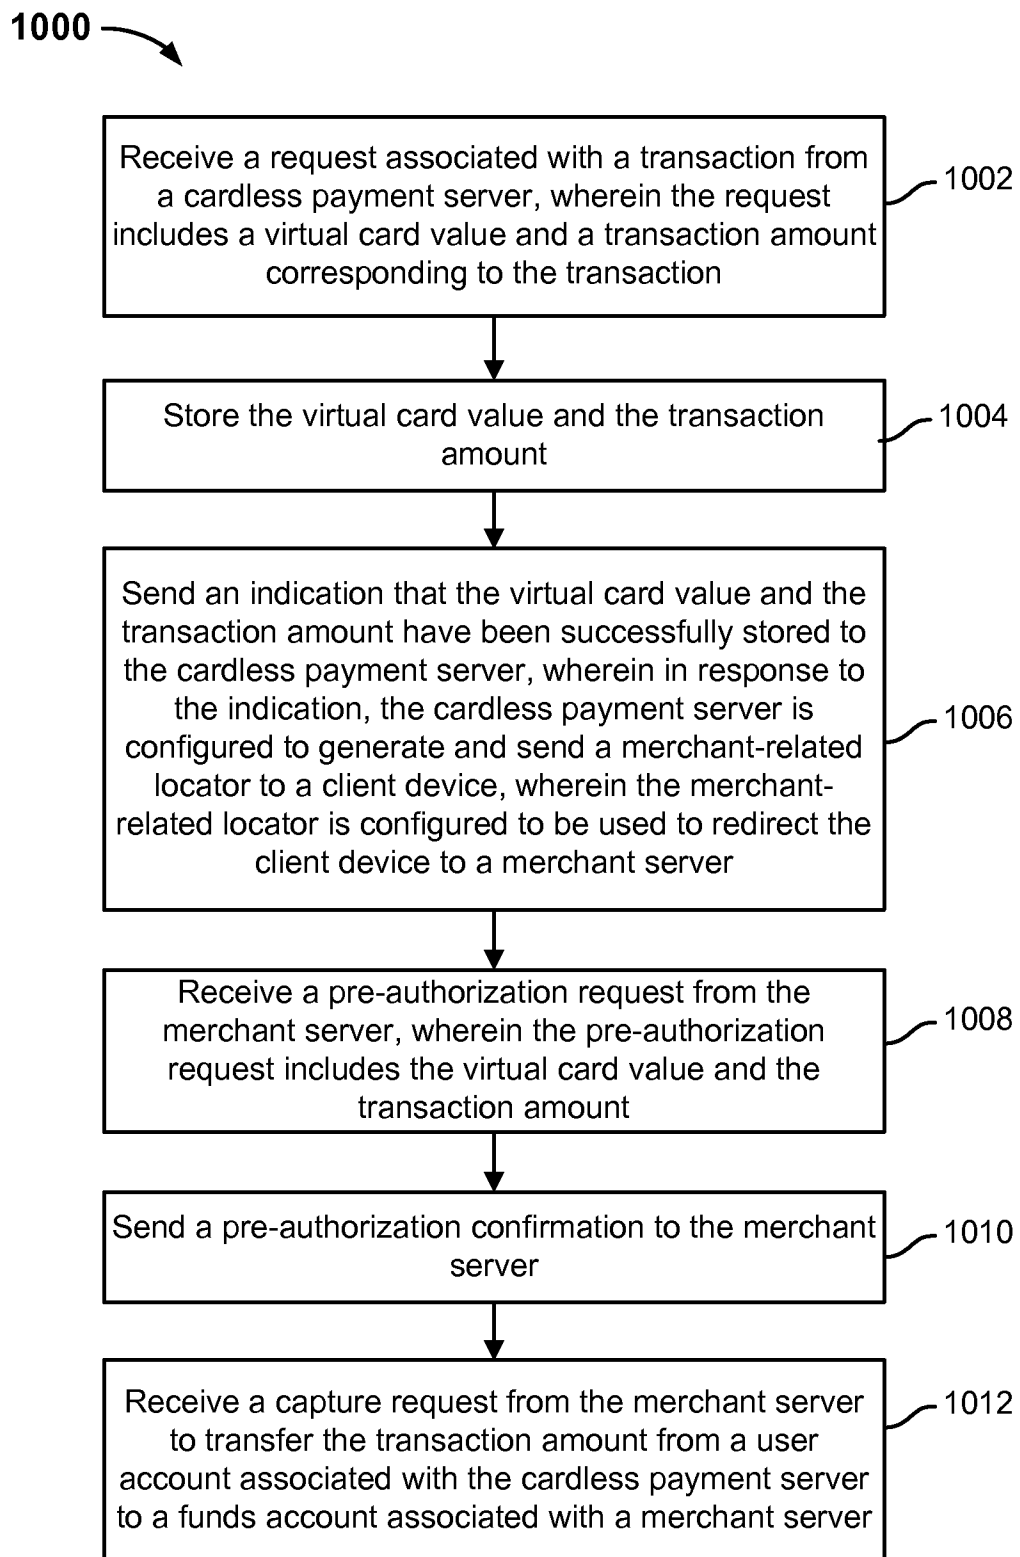 1000
Receive a request associated with a transaction from
a cardless payment server, wherein the request
includes a virtual card value and a transaction amount
corresponding to the transaction
1002
Store the virtual card value and the transaction
amount
1004
Send an indication that the virtual card value and the
transaction amount have been successfully stored to
the cardless payment server, wherein in response to
the indication, the cardless payment server is
configured to generate and send a merchant-related
locator to a client device, wherein the merchant-
related locator is configured to be used to redirect the
client device to a merchant server
1006
Receive a pre-authorization request from the
merchant server, wherein the pre-authorization
request includes the virtual card value and the
transaction amount
1008
Send a pre-authorization confirmation to the merchant
server
1010
Receive a capture request from the merchant server
to transfer the transaction amount from a user
account associated with the cardless payment server
to a funds account associated with a merchant server
1012